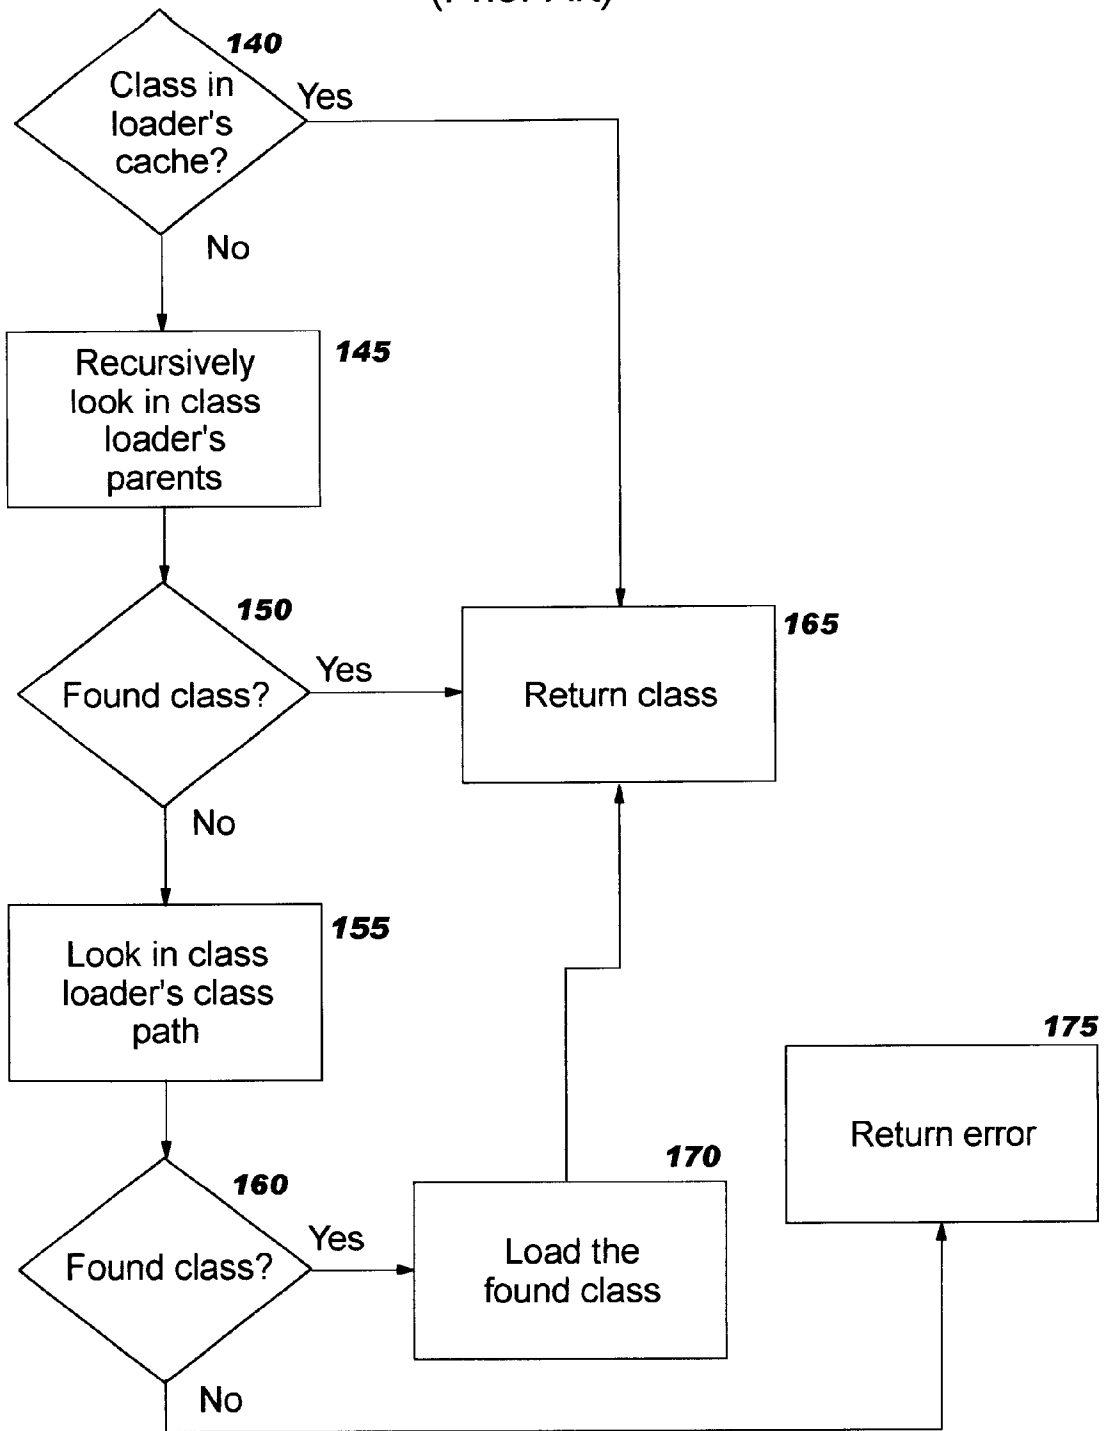 140
Class in
loader's
cache?
Yes
No
145
Recursively
look in class
loader's
parents
150
Found class?
Yes
165
Return class
No
155
Look in class
loader's class
path
175
Return error
160
Found class?
Yes
170
Load the
found class
No